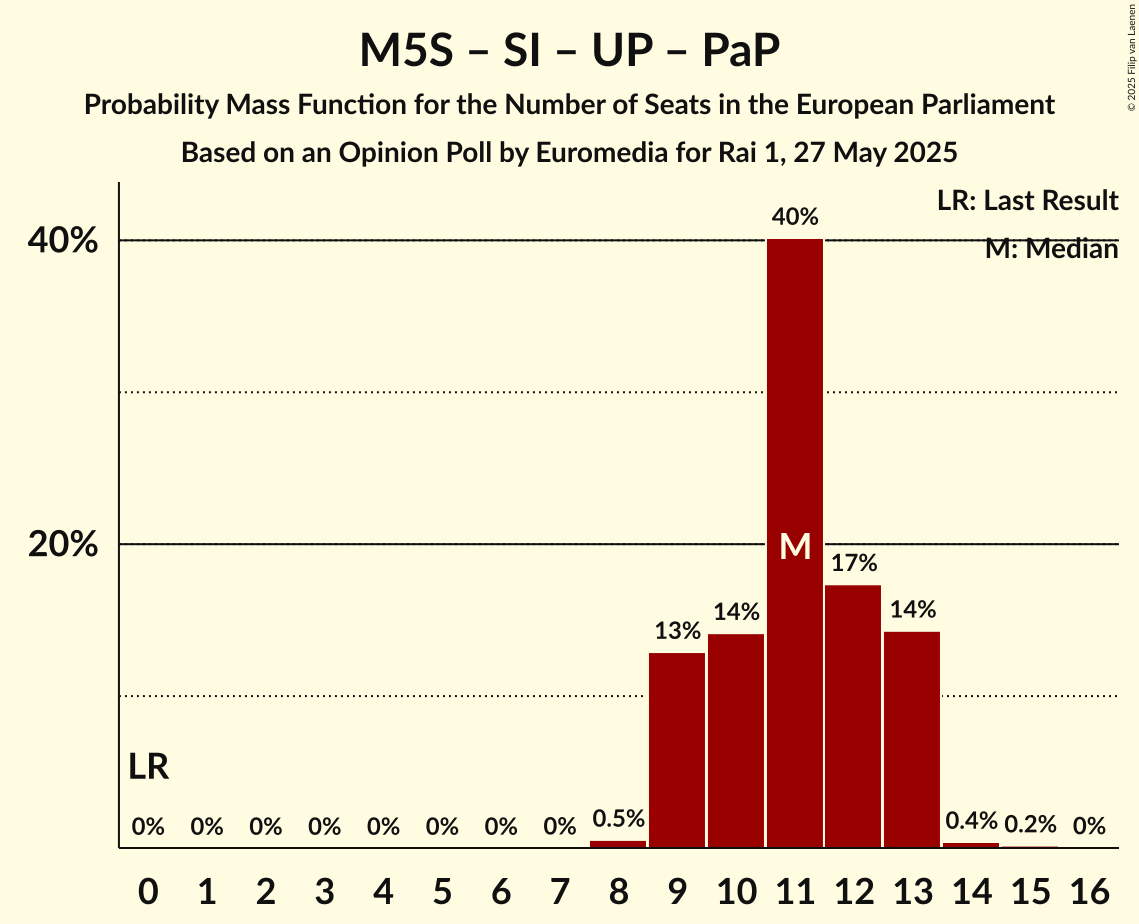 M5S – SI – UP – PaP
Probability Mass Function for the Number of Seats in the European Parliament
Based on an Opinion Poll by Euromedia for Rai 1, 27 May 2025
© 2025 Filip van Laenen
LR: Last Result
M: Median
40%
20%
40%
M
17%
14%
14%
13%
LR
0% 0% 0% 0% 0% 0% 0% 0% 0.5% 0.4% 0.2% 0%
0 1 2 3 4 5 6 7 8 9 10 11 12 13 14 15 16